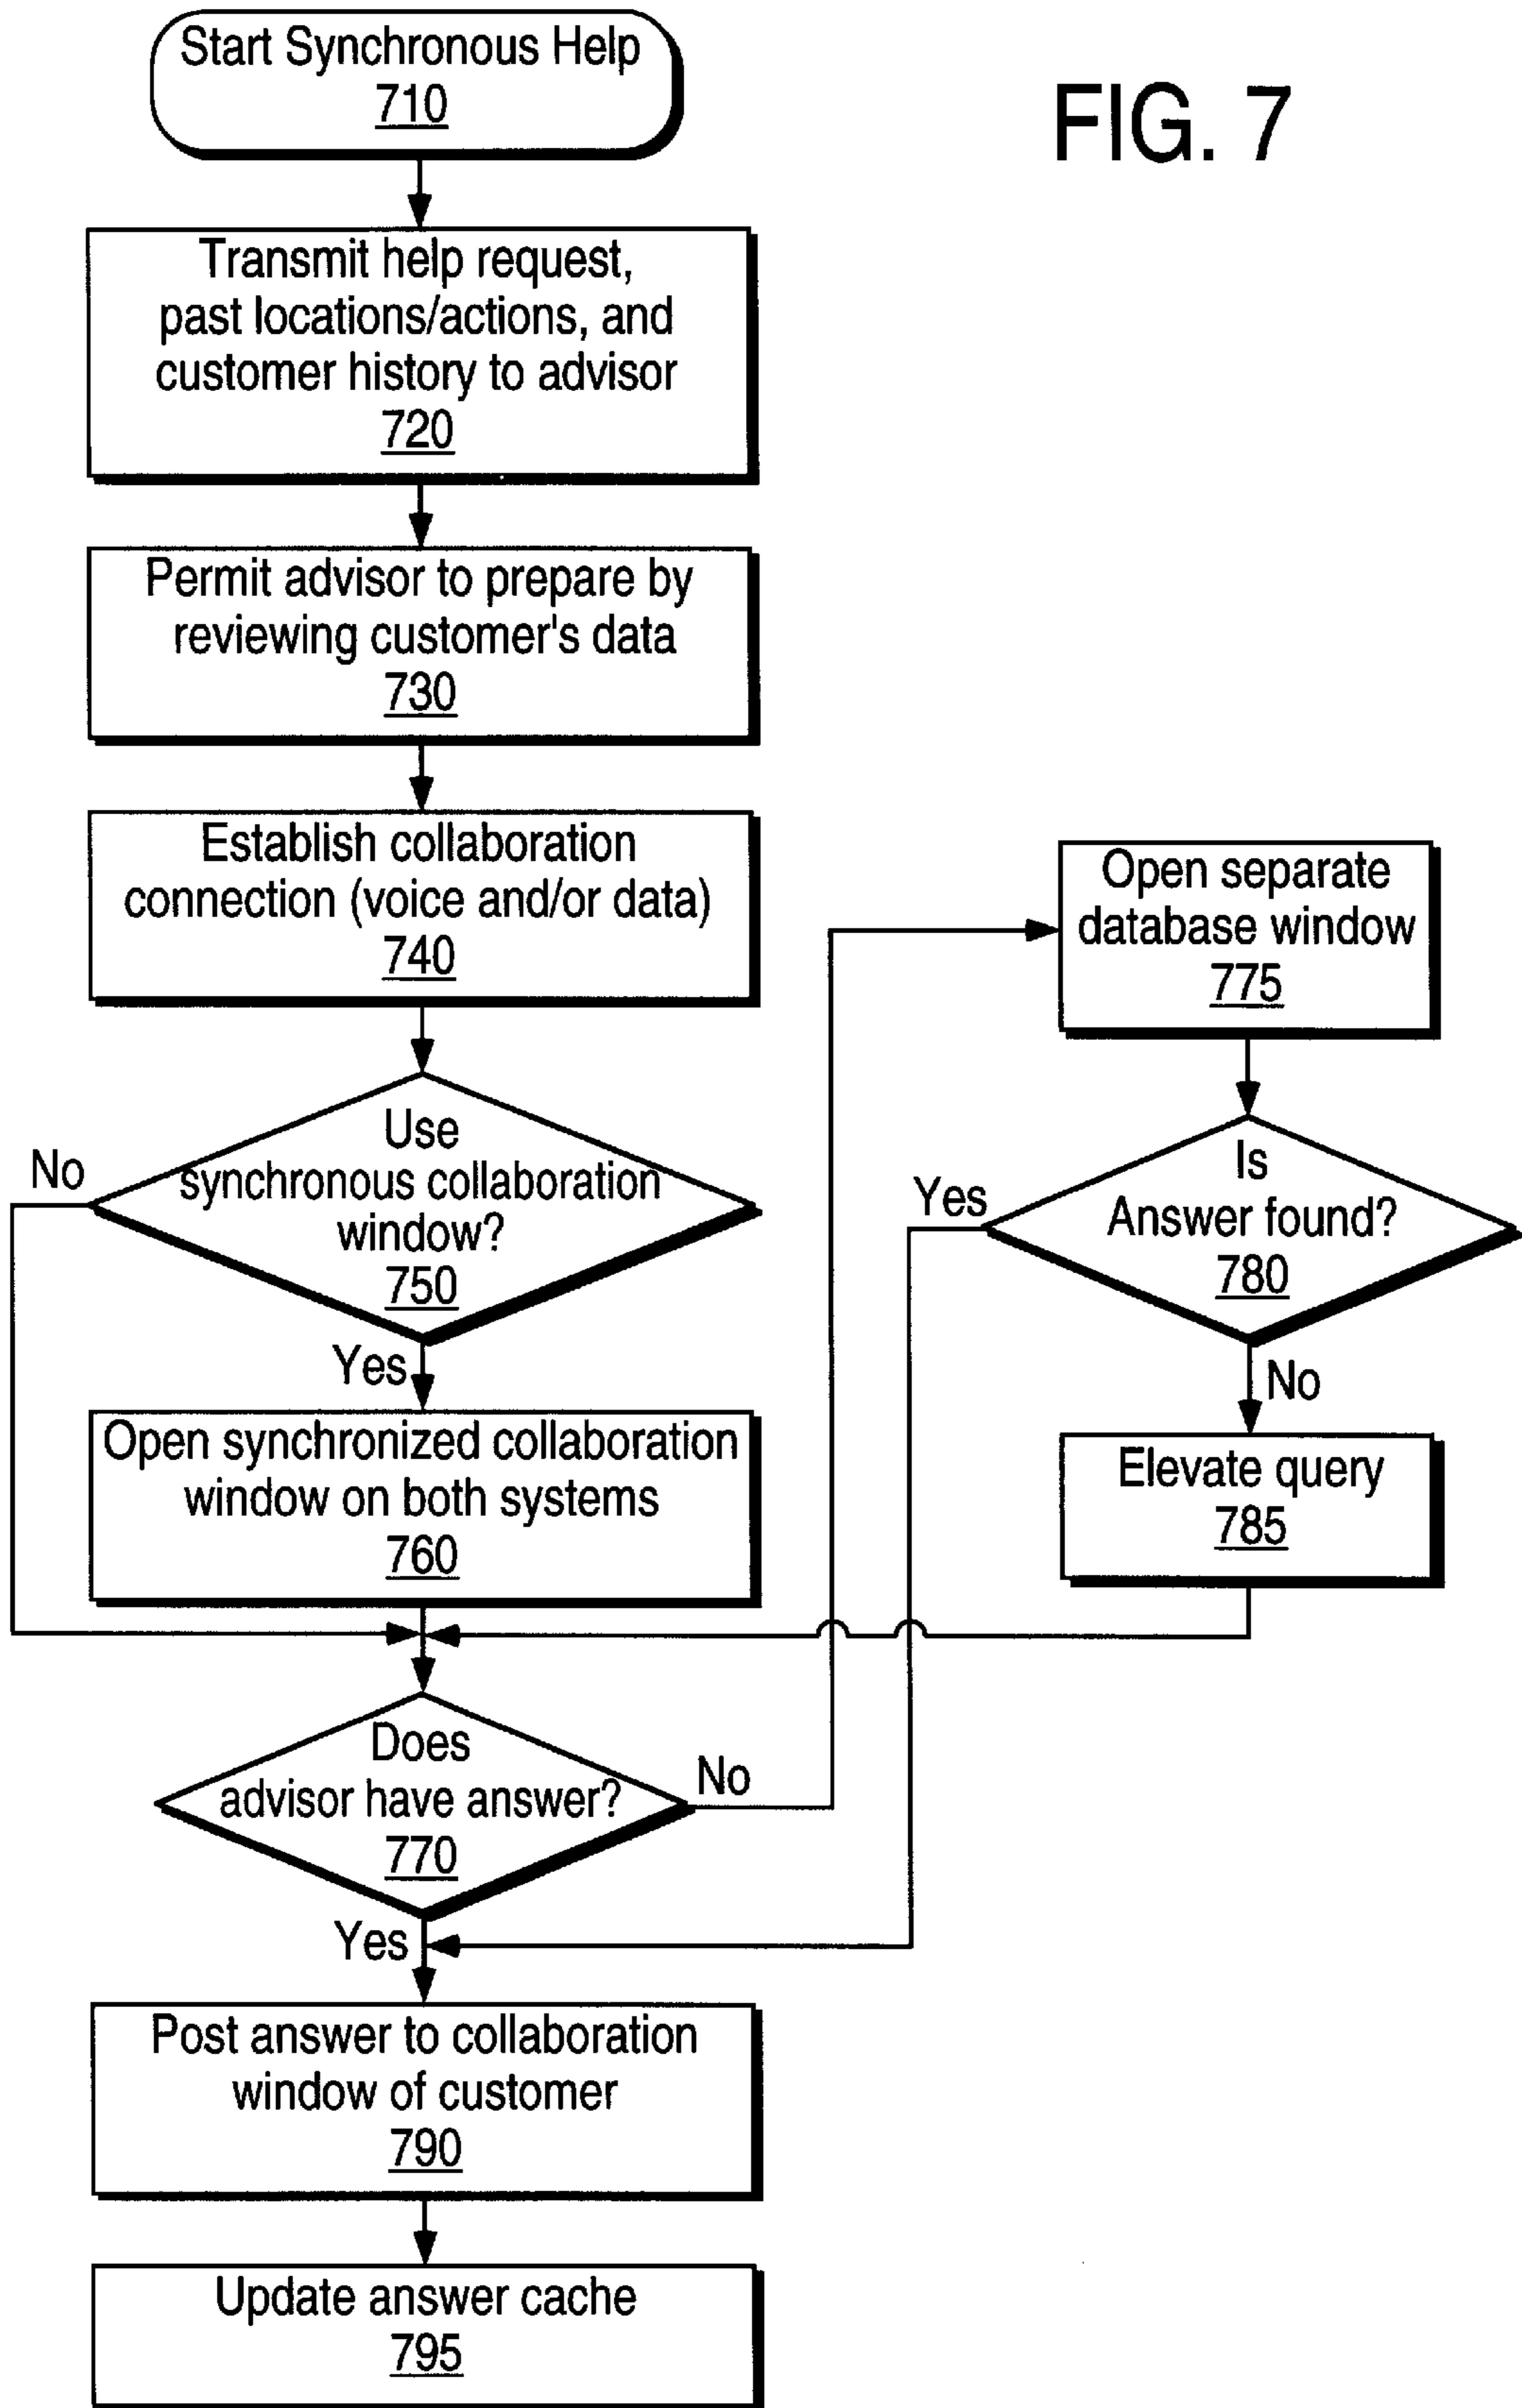 Start Synchronous Help
710
FIG. 7
Transmit help request,
past locations/actions, and
customer history to advisor
720
Permit advisor to prepare by
reviewing customer's data
730
Establish collaboration
connection (voice and/or data)
740
Open separate
database window
775
Use
synchronous collaboration
window?
750
No
Yes
Is
Answer found?
780
Yes
No
Open synchronized collaboration
window on both systems
760
Elevate query
785
Does
advisor have answer?
770
No
Yes
Post answer to collaboration
window of customer
790
Update answer cache
795